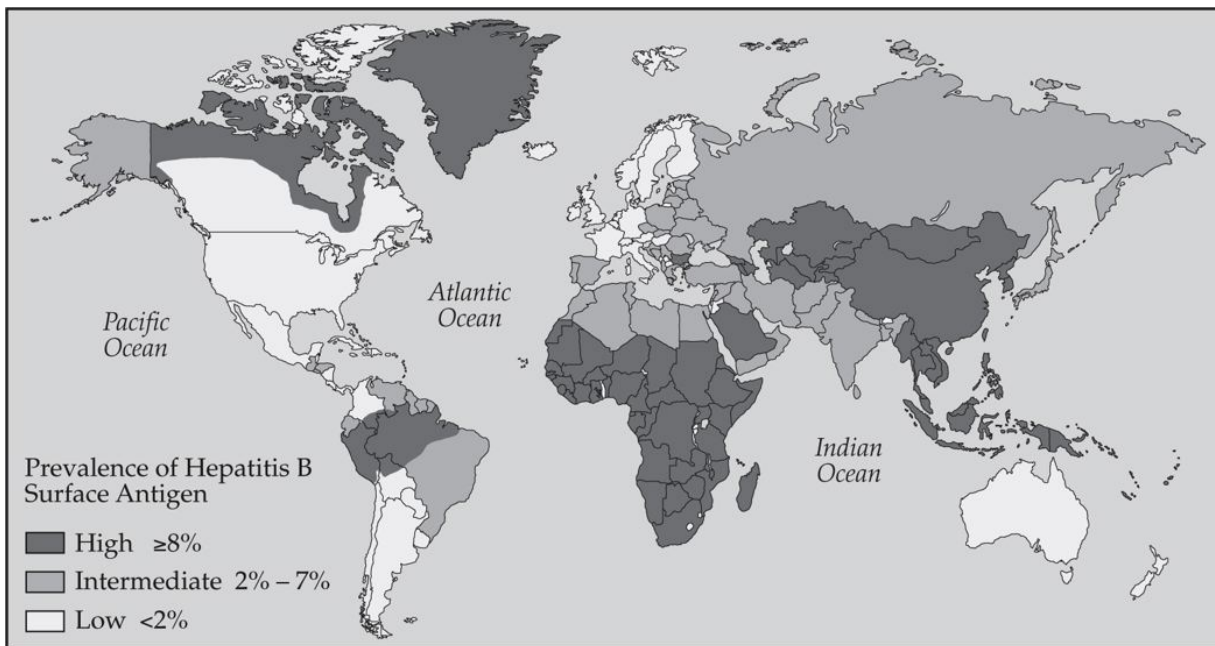 Pacific
Ocean
Atlantic
Ocean
Indian
Ocean
Prevalence of Hepatitis B
Surface Antigen
High ≥8%
Intermediate 2% – 7%
Low <2%